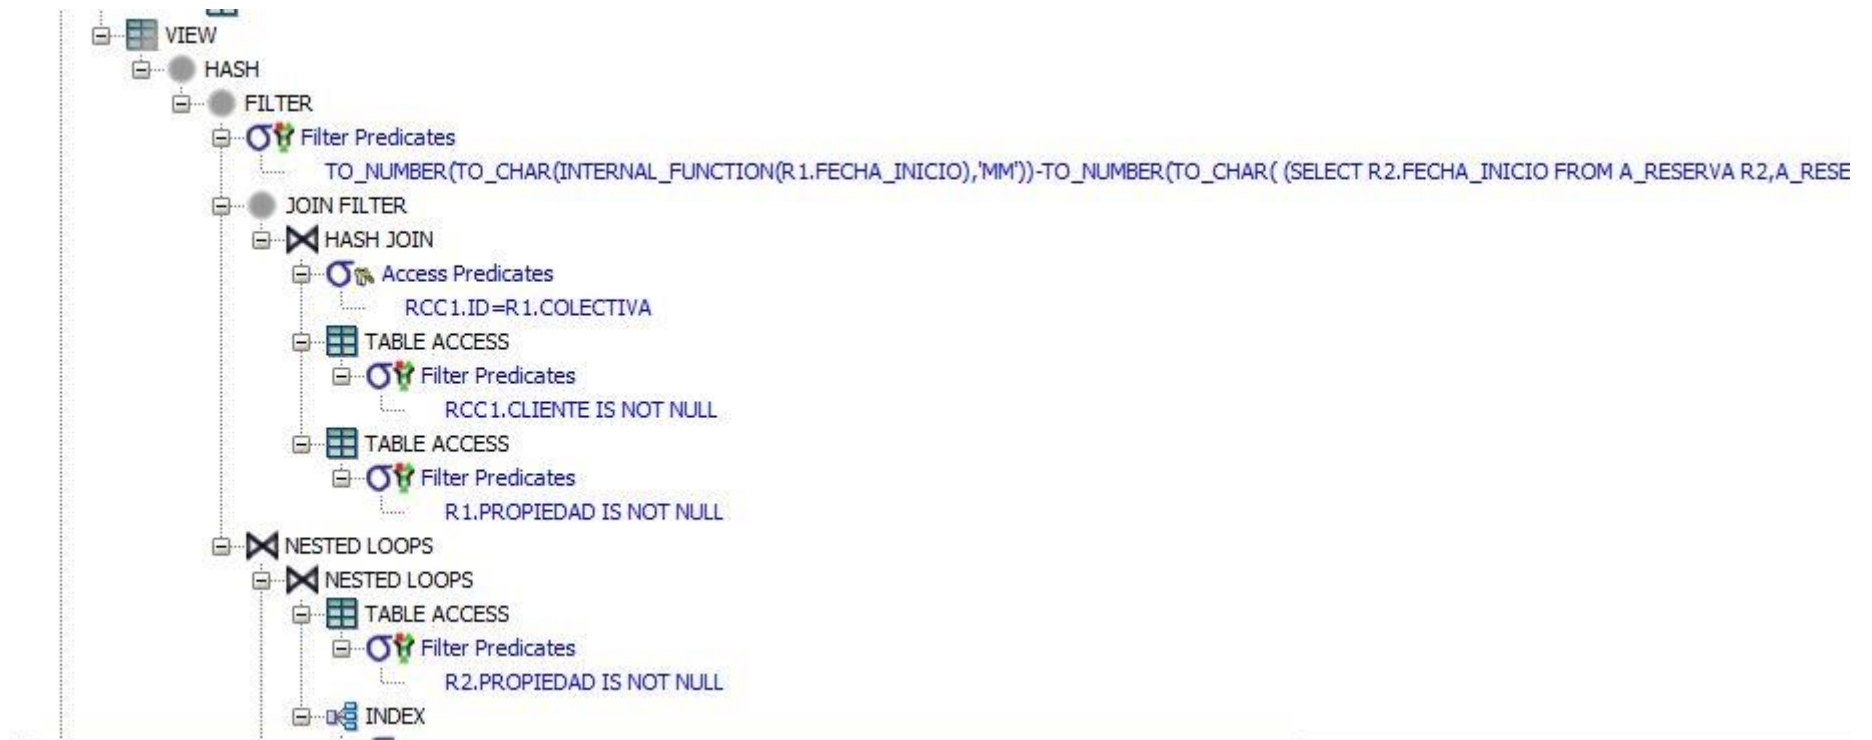 VIEW
HASH
FILTER
Filter Predicates
TO_NUMBER(TO_CHAR(INTERNAL_FUNCTION(R1.FECHA_INICIO),'MM'))-TO_NUMBER(TO_CHAR( (SELECT R2.FECHA_INICIO FROM A_RESERVA R2,A_RESE
JOIN FILTER
HASH JOIN
Access Predicates
RCC1.ID=R1.COLECTIVA
TABLE ACCESS
Filter Predicates
RCC1.CLIENTE IS NOT NULL
TABLE ACCESS
Filter Predicates
R1.PROPIEDAD IS NOT NULL
NESTED LOOPS
NESTED LOOPS
TABLE ACCESS
Filter Predicates
R2.PROPIEDAD IS NOT NULL
INDEX